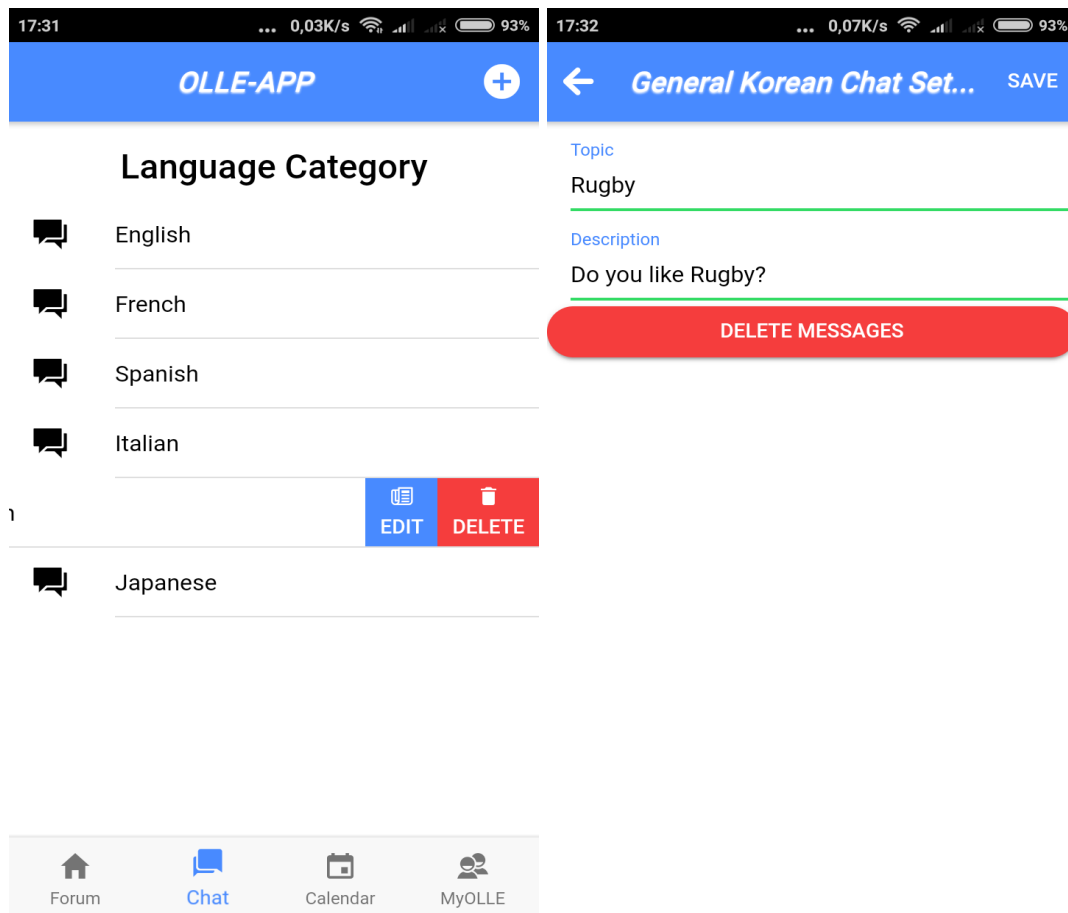 17:31 ... 0,03K/s 93%
OLLE-APP
Language Category
English
French
Spanish
Italian
n
EDIT DELETE
Japanese
Forum Chat Calendar MyOLLE
17:32 ... 0,07K/s 93%
General Korean Chat Set... SAVE
Topic
Rugby
Description
Do you like Rugby?
DELETE MESSAGES